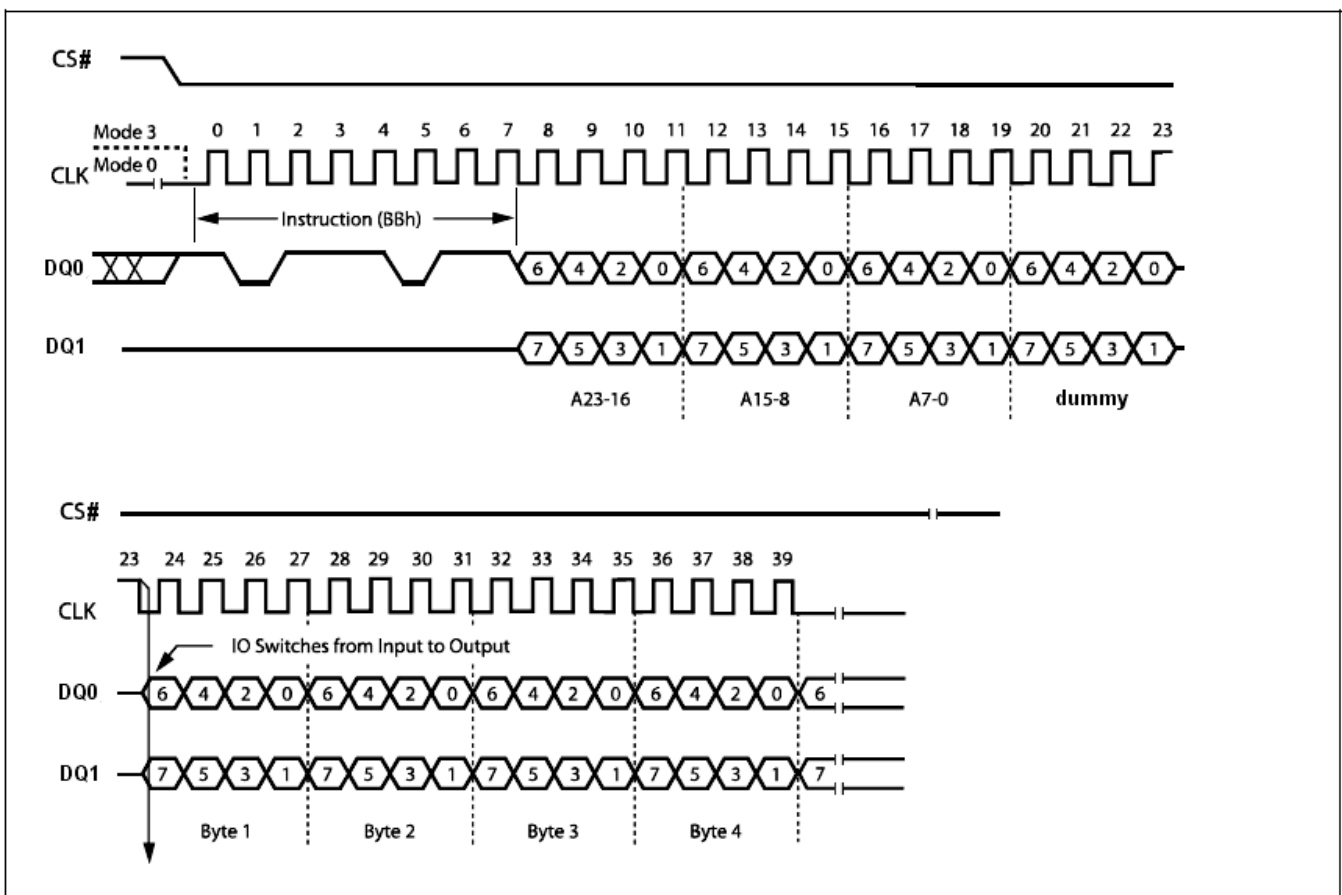 CS#
Mode 3
0 1 2 3 4 5 6 7 8 9 10 11 12 13 14 15 16 17 18 19 20 21 22 23
Mode 0
CLK
Instruction (BBh)
DQ0 6 4 2 0 6 4 2 0 6 4 2 0 6 4 2 0
DQ1 7 5 3 1 7 5 3 1 7 5 3 1 7 5 3 1
A23-16 A15-8 A7-0 dummy
CS#
23 24 25 26 27 28 29 30 31 32 33 34 35 36 37 38 39
CLK
IO Switches from Input to Output
DQ0 6 4 2 0 6 4 2 0 6 4 2 0 6 4 2 0 6
DQ1 7 5 3 1 7 5 3 1 7 5 3 1 7 5 3 1 7
Byte 1 Byte 2 Byte 3 Byte 4